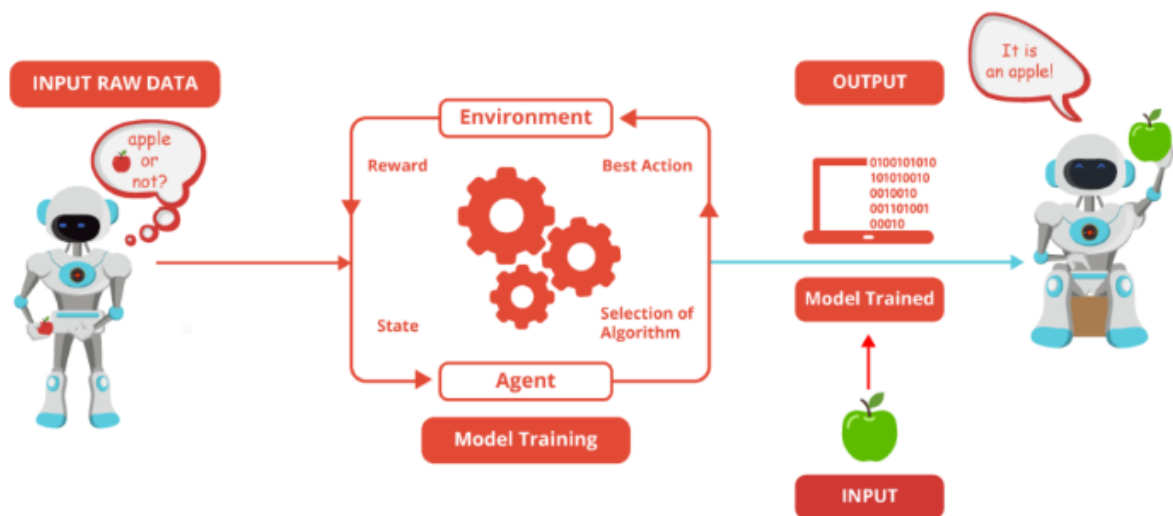 INPUT RAW DATA
apple
or
not?
Environment
Reward
Best Action
State
Selection of
Algorithm
Agent
Model Training
OUTPUT
0100101010
101010010
0010010
001101001
00010
Model Trained
INPUT
It is
an apple!